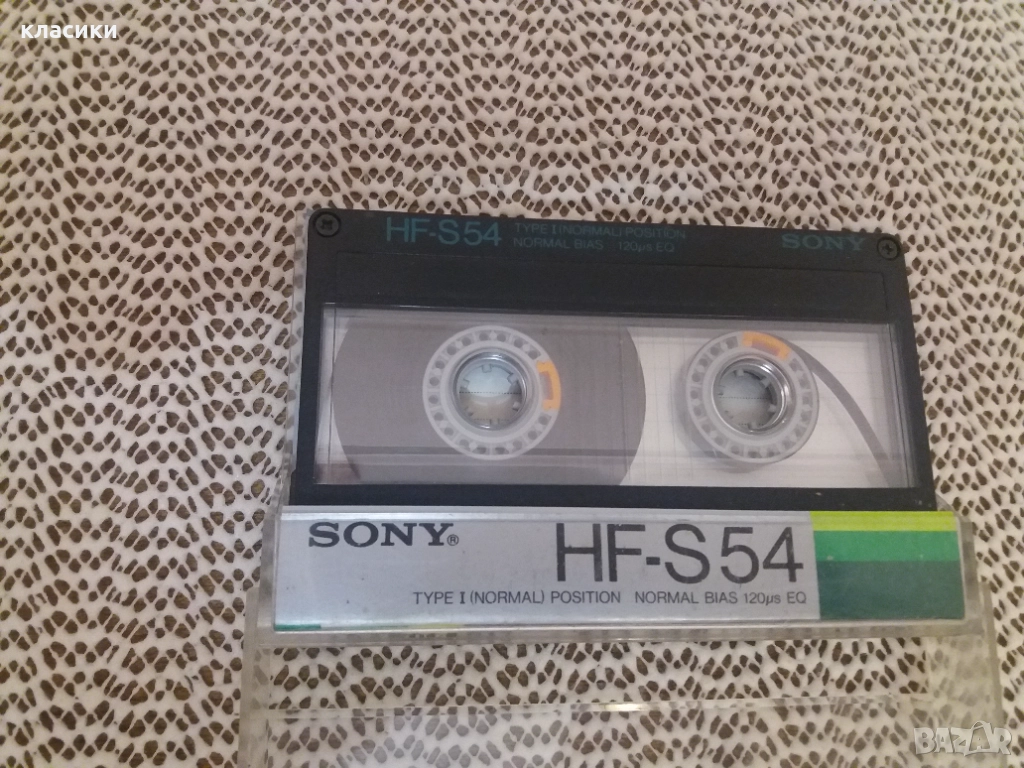 класики
HF-S54 TYPE I (NORMAL) POSITION
NORMAL BIAS 120µs EQ
SONY
SONY®
HF-S54
TYPE I (NORMAL) POSITION NORMAL BIAS 120µs EQ
BAZAR